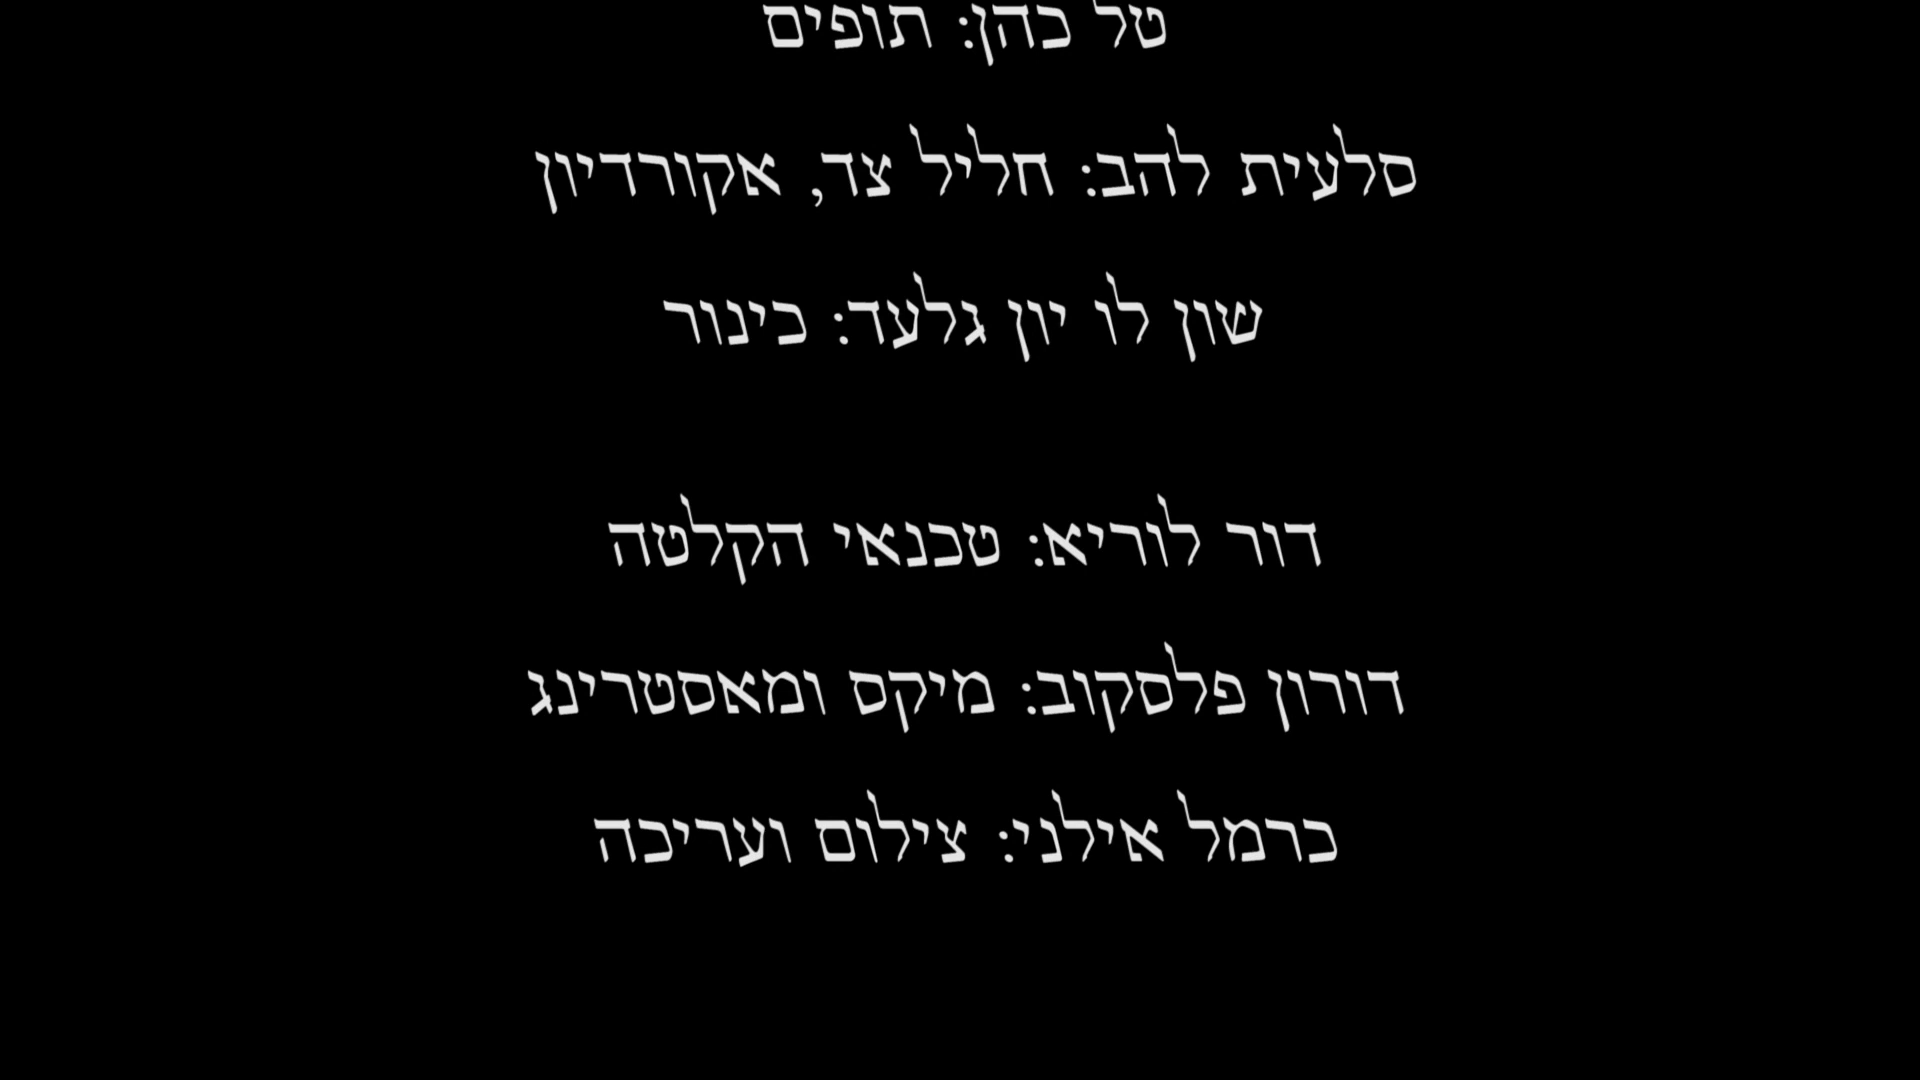 טל כהן: תופים
סלעית להב: חליל צד, אקורדיון
שון לו יון גלעד: כינור
דור לוריא: טכנאי הקלטה
דורון פלסקוב: מיקס ומאסטרינג
כרמל אילני: צילום ועריכה